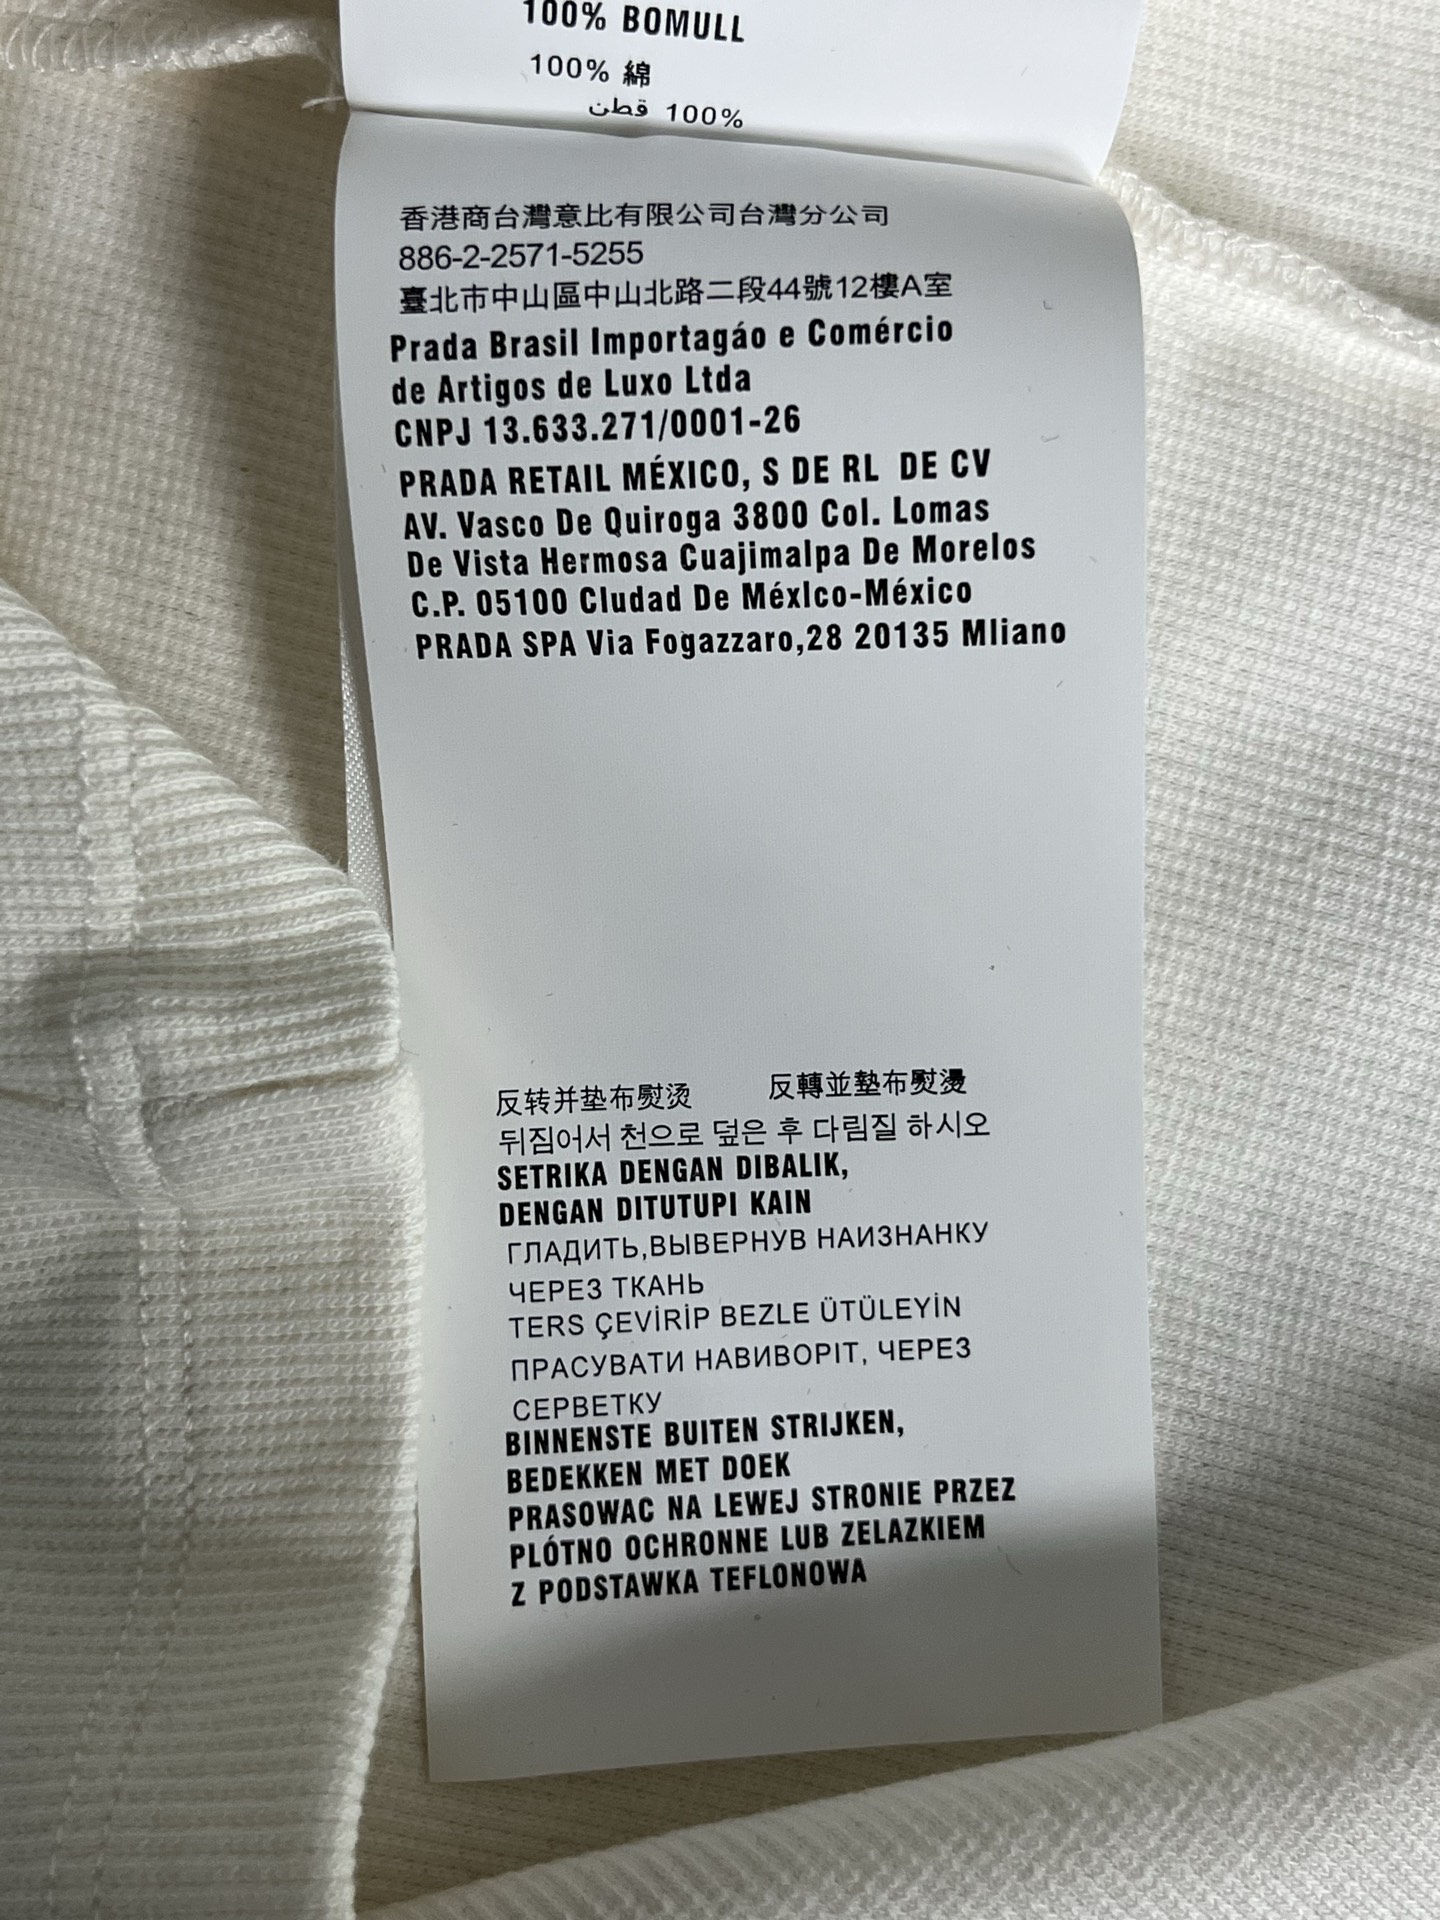 100% BOMULL
100% 綿
100% قطن
香港商台灣意比有限公司台灣分公司
886-2-2571-5255
臺北市中山區中山北路二段44號12樓A室
Prada Brasil Importagáo e Comércio
de Artigos de Luxo Ltda
CNPJ 13.633.271/0001-26
PRADA RETAIL MÉXICO, S DE RL DE CV
AV. Vasco De Quiroga 3800 Col. Lomas
De Vista Hermosa Cuajimalpa De Morelos
C.P. 05100 Cludad De Méxlco-México
PRADA SPA Via Fogazzaro,28 20135 Mliano
反转并垫布熨烫 反轉並墊布熨燙
뒤짐어서 천으로 덮은 후 다림질 하시오
SETRIKA DENGAN DIBALIK,
DENGAN DITUTUPI KAIN
ГЛАДИТЬ,ВЫВЕРНУВ НАИЗНАНКУ
ЧЕРЕЗ ТКАНЬ
TERS ÇEVİRİP BEZLE ÜTÜLEYİN
ПРАСУВАТИ НАВИВОРІТ, ЧЕРЕЗ
СЕРВЕТКУ
BINNENSTE BUITEN STRIJKEN,
BEDEKKEN MET DOEK
PRASOWAC NA LEWEJ STRONIE PRZEZ
PLÓTNO OCHRONNE LUB ZELAZKIEM
Z PODSTAWKA TEFLONOWA